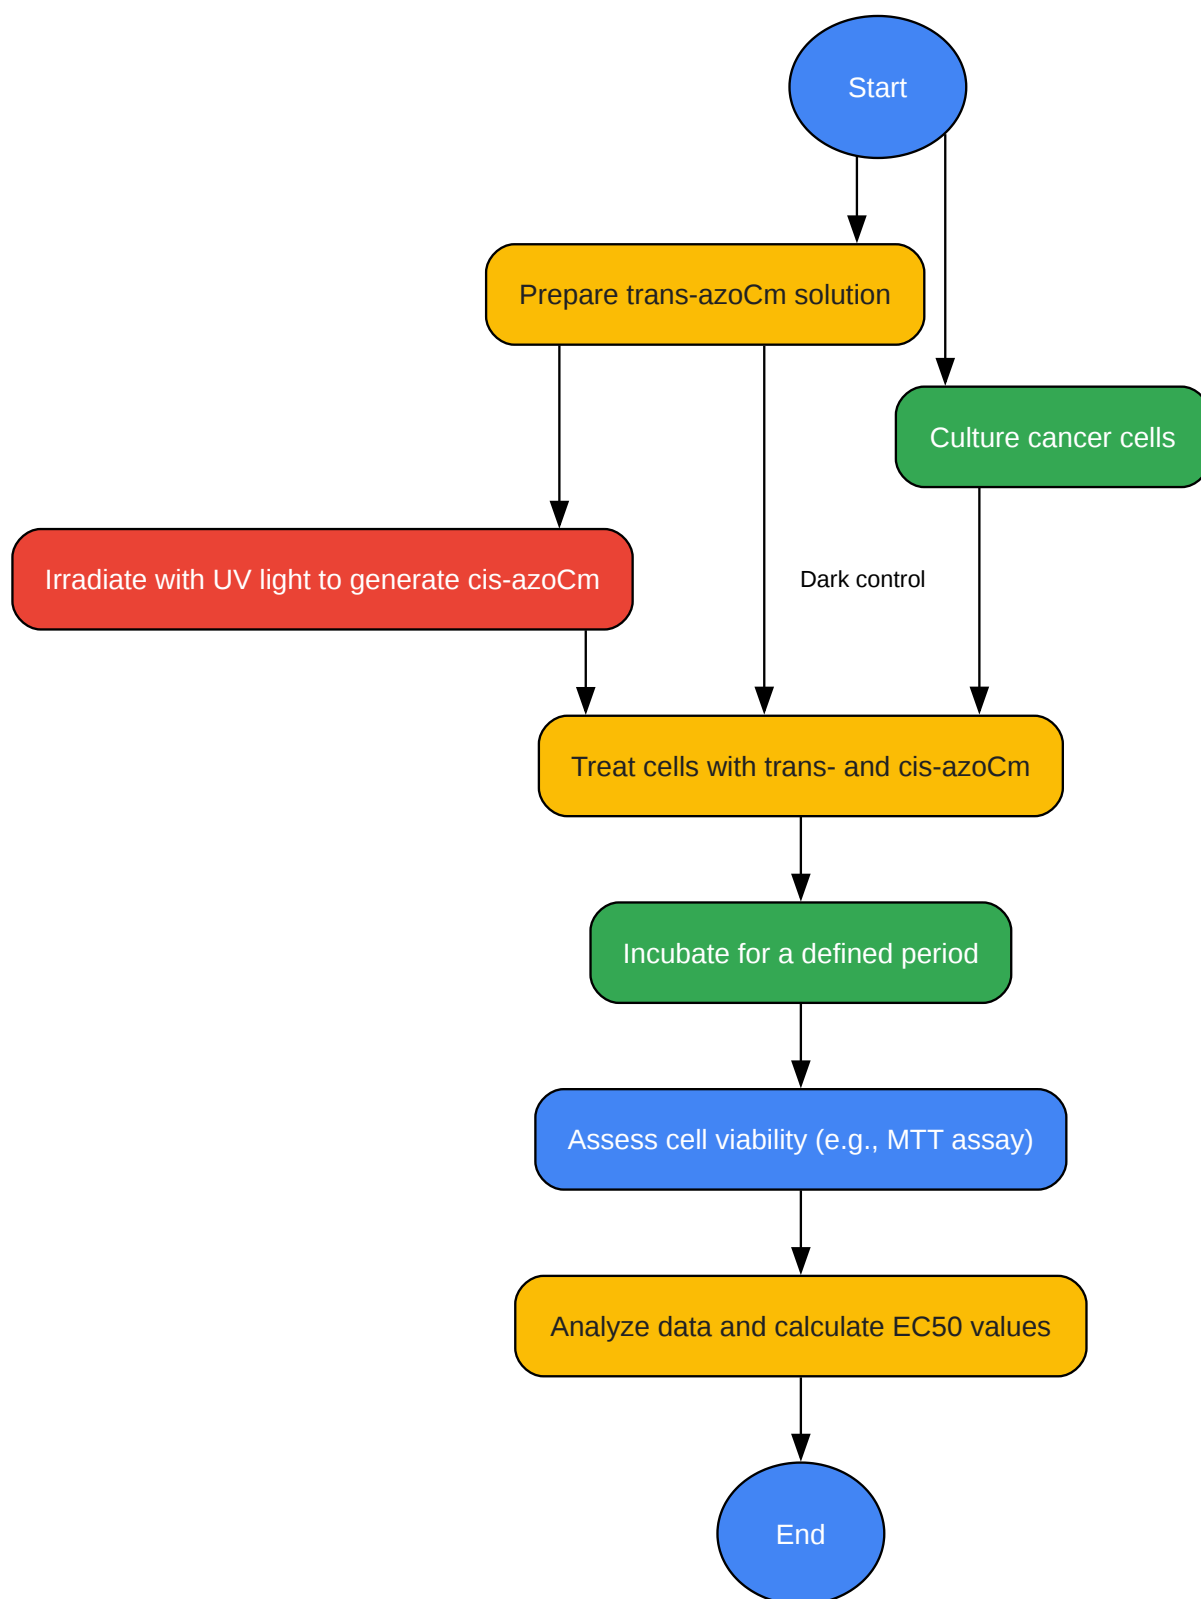 Start
Prepare trans-azoCm solution
Culture cancer cells
Irradiate with UV light to generate cis-azoCm
Dark control
Treat cells with trans- and cis-azoCm
Incubate for a defined period
Assess cell viability (e.g., MTT assay)
Analyze data and calculate EC50 values
End